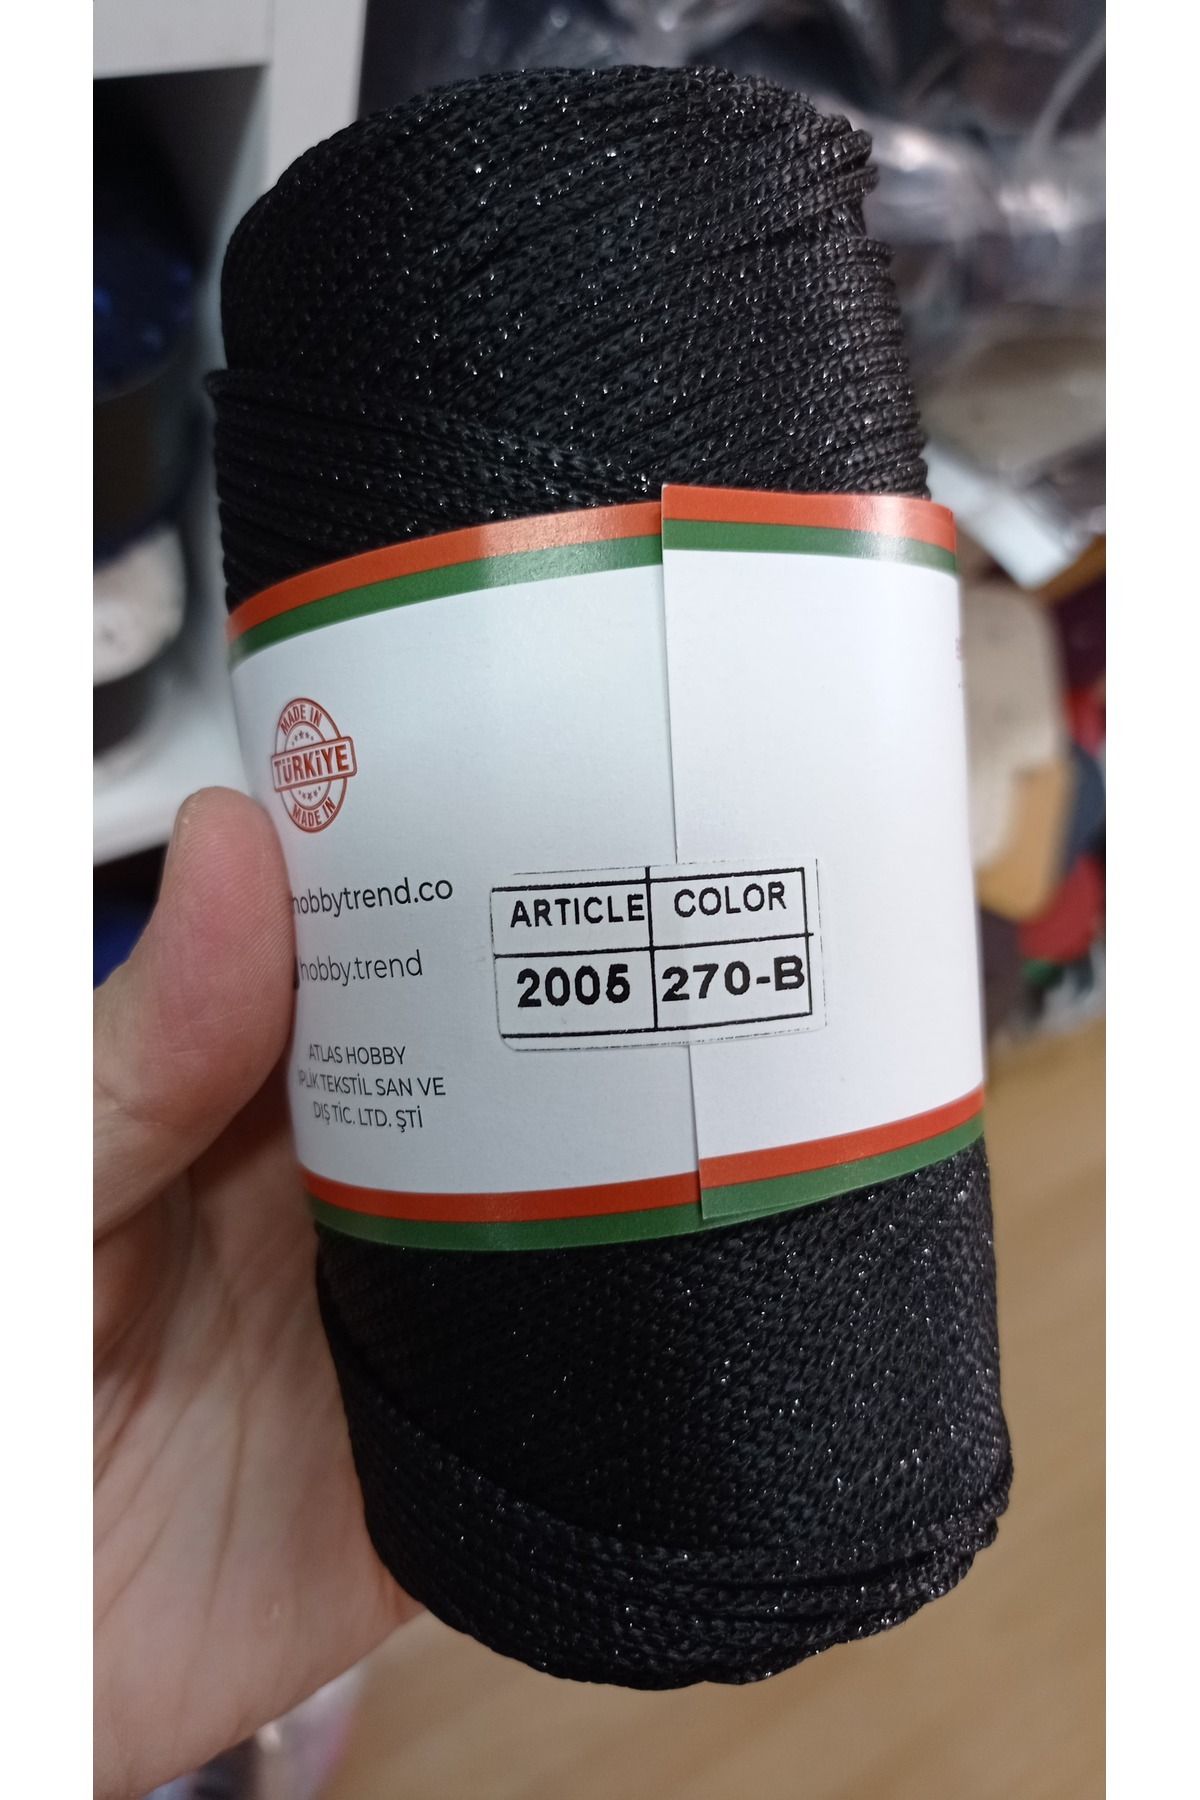 MADE IN
TÜRKİYE
MADE IN
hobbytrend.co
hobby.trend
ATLAS HOBBY
İPLİK TEKSTİL SAN VE
DIŞ TİC. LTD. ŞTİ
ARTICLE COLOR
2005 270-B